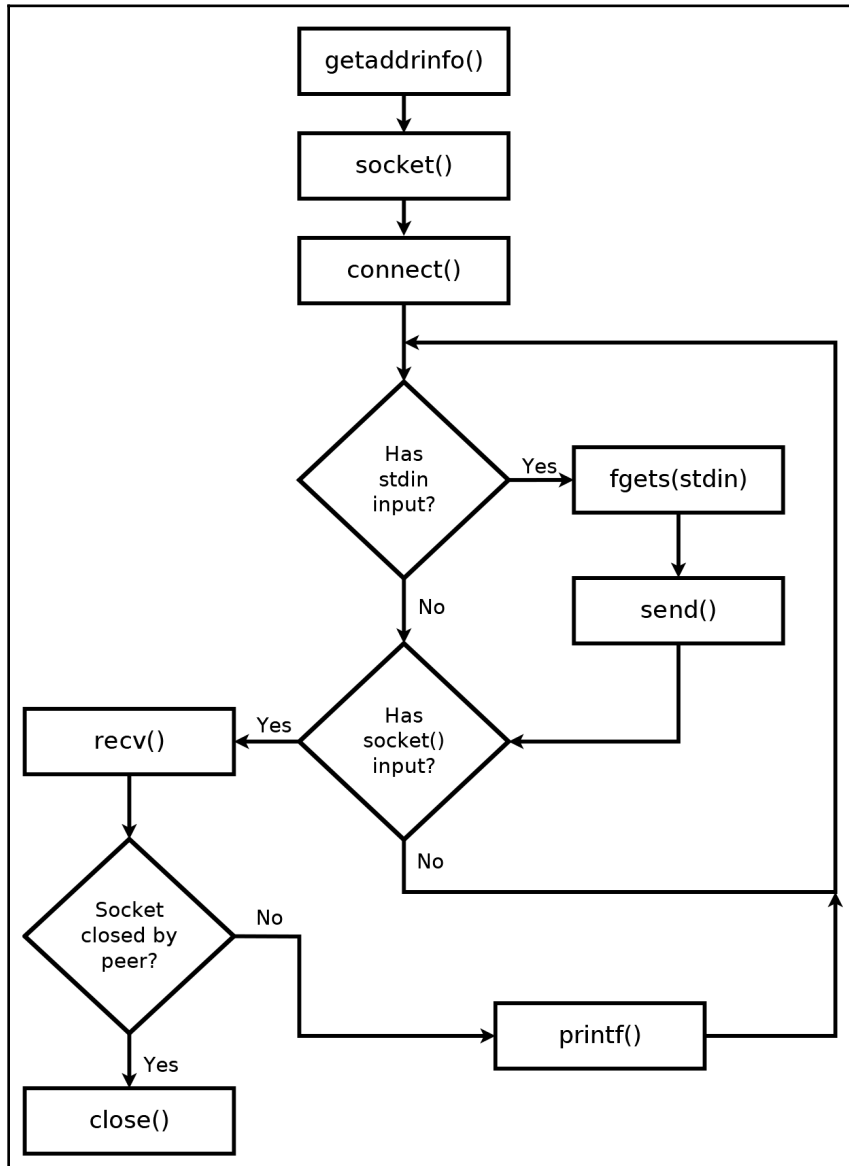 getaddrinfo()
socket()
connect()
Has
stdin
input?
Yes
fgets(stdin)
No
send()
Has
socket()
input?
Yes
recv()
No
Socket
closed by
peer?
No
printf()
Yes
close()